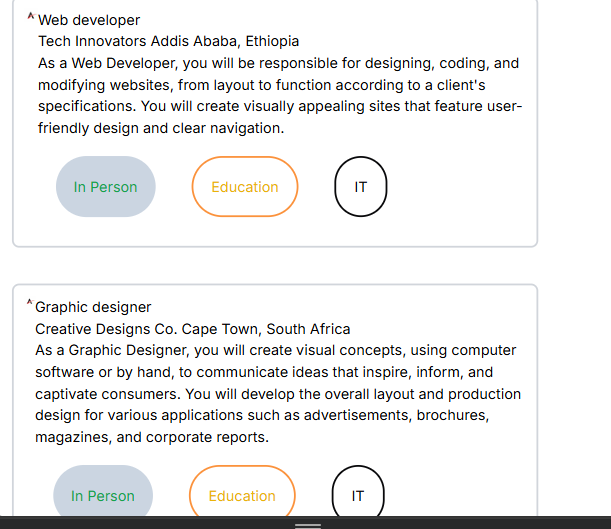 Web developer
Tech Innovators Addis Ababa, Ethiopia
As a Web Developer, you will be responsible for designing, coding, and
modifying websites, from layout to function according to a client's
specifications. You will create visually appealing sites that feature user-
friendly design and clear navigation.
In Person Education IT
Graphic designer
Creative Designs Co. Cape Town, South Africa
As a Graphic Designer, you will create visual concepts, using computer
software or by hand, to communicate ideas that inspire, inform, and
captivate consumers. You will develop the overall layout and production
design for various applications such as advertisements, brochures,
magazines, and corporate reports.
In Person Education IT